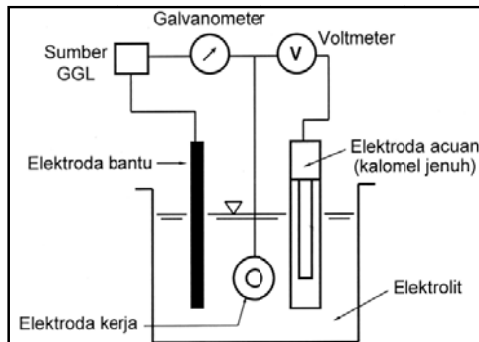 Galvanometer
Voltmeter
Sumber
GGL
V
Elektroda acuan
(kalomel jenuh)
Elektroda bantu
Elektrolit
Elektroda kerja